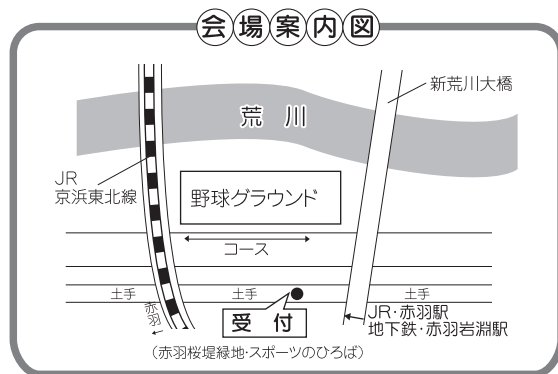 会場案内図
新荒川大橋
荒川
JR
京浜東北線
野球グラウンド
コース
土手
土手
土手
赤羽
←
受付
JR・赤羽駅
地下鉄・赤羽岩淵駅
(赤羽桜堤緑地・スポーツのひろば)